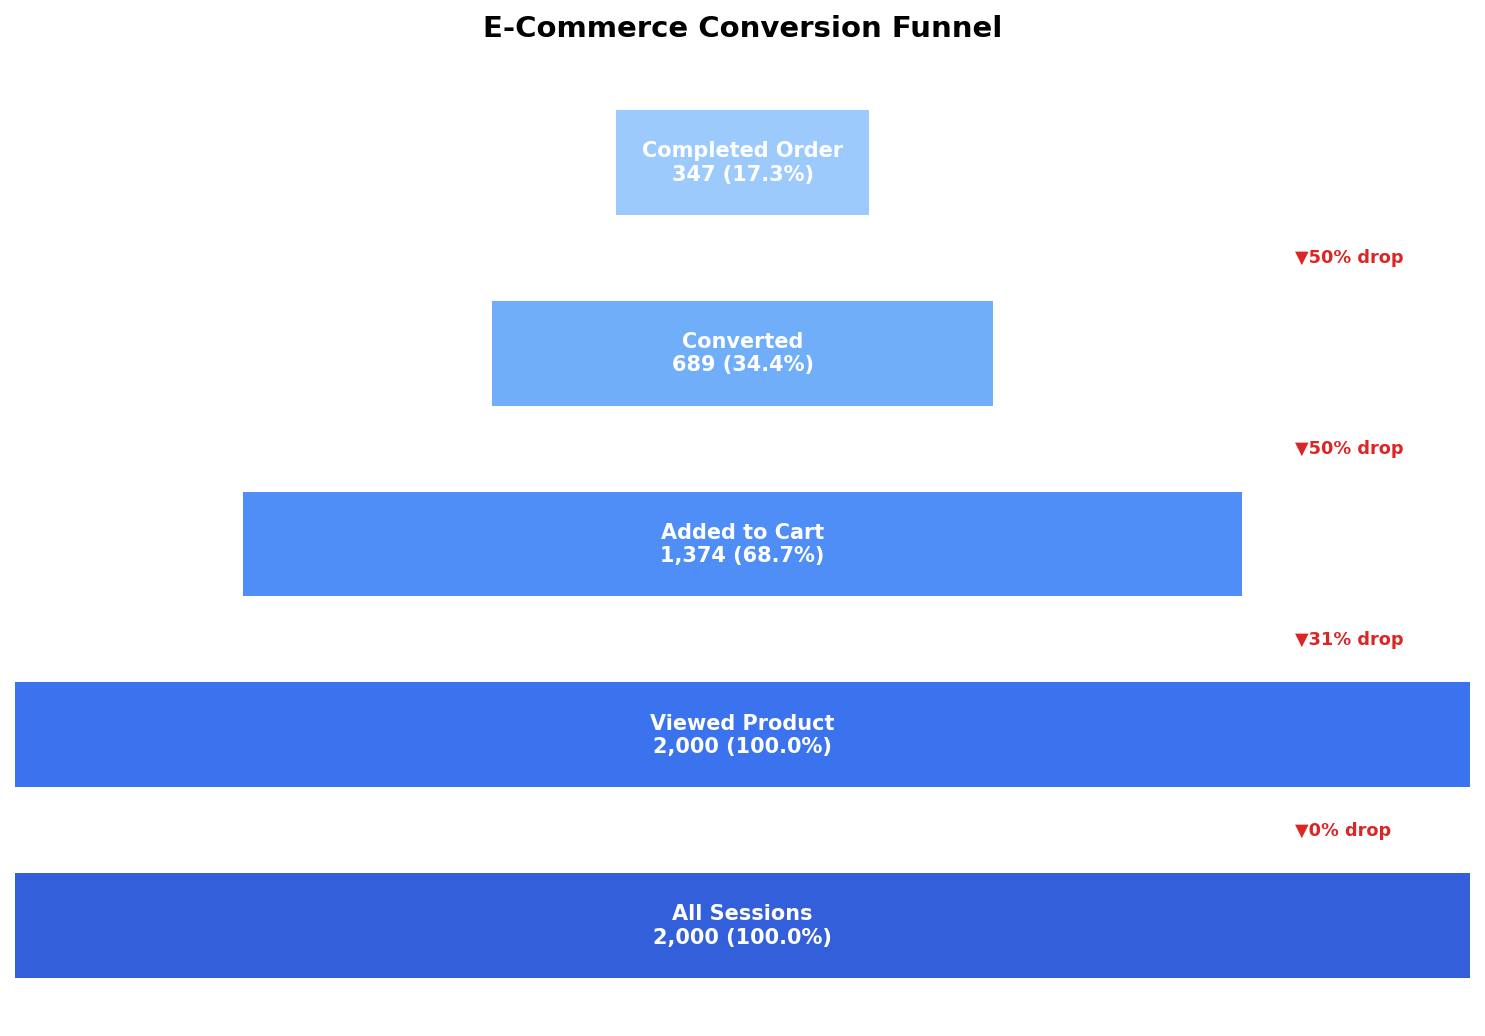 E-Commerce Conversion Funnel
Completed Order
347 (17.3%)
▼50% drop
Converted
689 (34.4%)
▼50% drop
Added to Cart
1,374 (68.7%)
▼31% drop
Viewed Product
2,000 (100.0%)
▼0% drop
All Sessions
2,000 (100.0%)